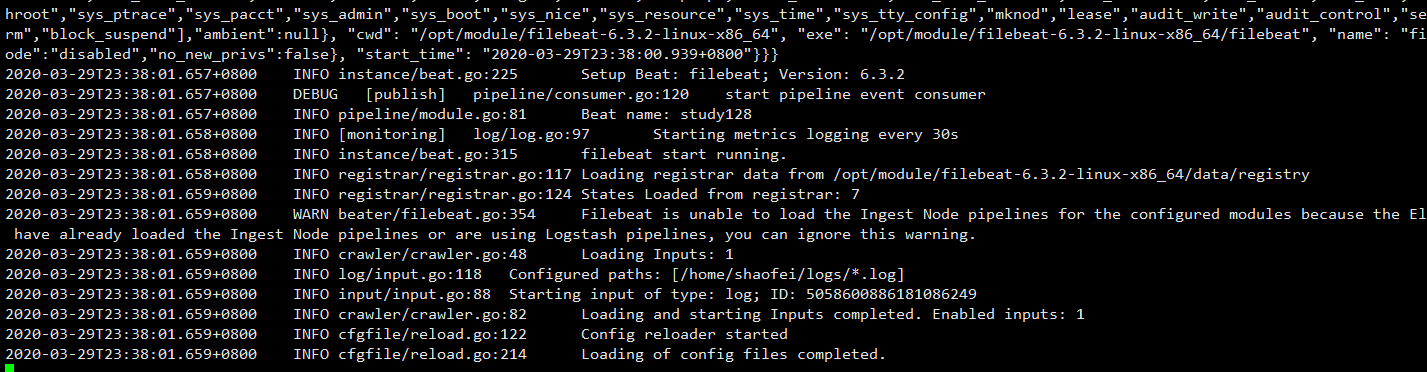 hroot","sys_ptrace","sys_pacct","sys_admin","sys_boot","sys_nice","sys_resource","sys_time","sys_tty_config","mknod","lease","audit_write","audit_control","se
rm","block_suspend"],"ambient":null}, "cwd": "/opt/module/filebeat-6.3.2-linux-x86_64", "exe": "/opt/module/filebeat-6.3.2-linux-x86_64/filebeat", "name": "fi
ode":"disabled","no_new_privs":false}, "start_time": "2020-03-29T23:38:00.939+0800"}}}
2020-03-29T23:38:01.657+0800 INFO instance/beat.go:225 Setup Beat: filebeat; Version: 6.3.2
2020-03-29T23:38:01.657+0800 DEBUG [publish] pipeline/consumer.go:120 start pipeline event consumer
2020-03-29T23:38:01.657+0800 INFO pipeline/module.go:81 Beat name: study128
2020-03-29T23:38:01.658+0800 INFO [monitoring] log/log.go:97 Starting metrics logging every 30s
2020-03-29T23:38:01.658+0800 INFO instance/beat.go:315 filebeat start running.
2020-03-29T23:38:01.658+0800 INFO registrar/registrar.go:117 Loading registrar data from /opt/module/filebeat-6.3.2-linux-x86_64/data/registry
2020-03-29T23:38:01.659+0800 INFO registrar/registrar.go:124 States Loaded from registrar: 7
2020-03-29T23:38:01.659+0800 WARN beater/filebeat.go:354 Filebeat is unable to load the Ingest Node pipelines for the configured modules because the El
have already loaded the Ingest Node pipelines or are using Logstash pipelines, you can ignore this warning.
2020-03-29T23:38:01.659+0800 INFO crawler/crawler.go:48 Loading Inputs: 1
2020-03-29T23:38:01.659+0800 INFO log/input.go:118 Configured paths: [/home/shaofei/logs/*.log]
2020-03-29T23:38:01.659+0800 INFO input/input.go:88 Starting input of type: log; ID: 5058600886181086249
2020-03-29T23:38:01.659+0800 INFO crawler/crawler.go:82 Loading and starting Inputs completed. Enabled inputs: 1
2020-03-29T23:38:01.659+0800 INFO cfgfile/reload.go:122 Config reloader started
2020-03-29T23:38:01.659+0800 INFO cfgfile/reload.go:214 Loading of config files completed.